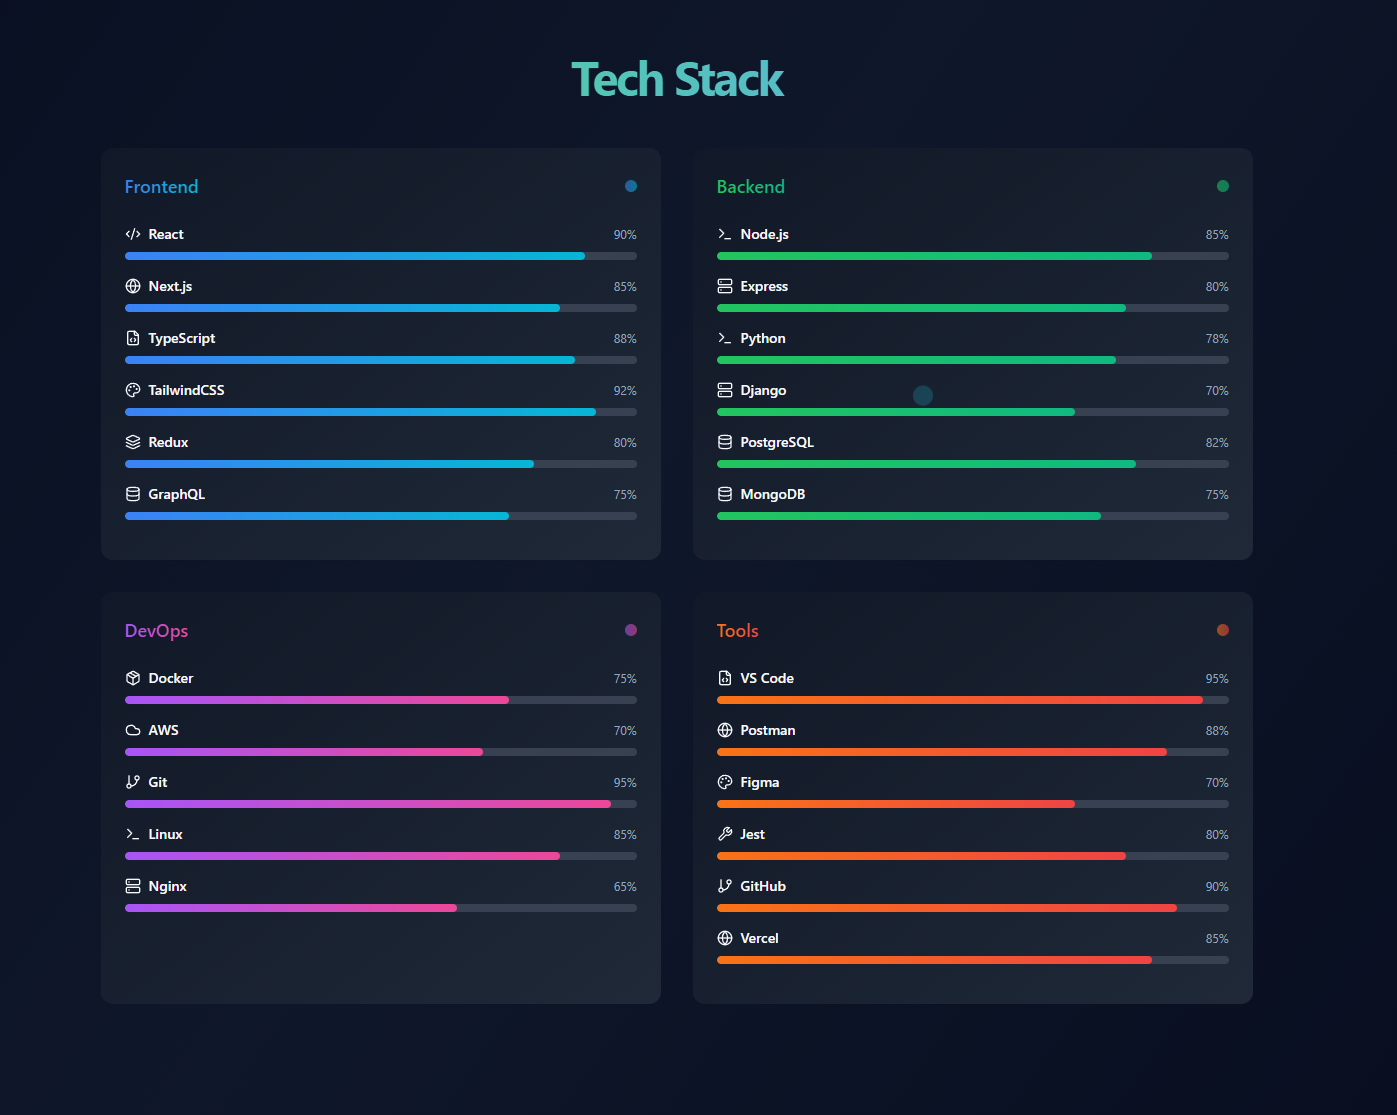 Tech Stack
Frontend
React 90%
Next.js 85%
TypeScript 88%
TailwindCSS 92%
Redux 80%
GraphQL 75%
Backend
Node.js 85%
Express 80%
Python 78%
Django 70%
PostgreSQL 82%
MongoDB 75%
DevOps
Docker 75%
AWS 70%
Git 95%
Linux 85%
Nginx 65%
Tools
VS Code 95%
Postman 88%
Figma 70%
Jest 80%
GitHub 90%
Vercel 85%